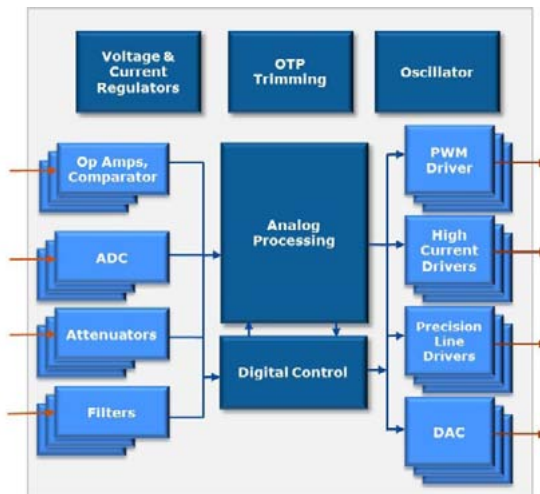 Voltage &
Current
Regulators
OTP
Trimming
Oscillator
Op Amps,
Comparator
ADC
Attenuators
Filters
Analog
Processing
Digital Control
PWM
Driver
High
Current
Drivers
Precision
Line
Drivers
DAC